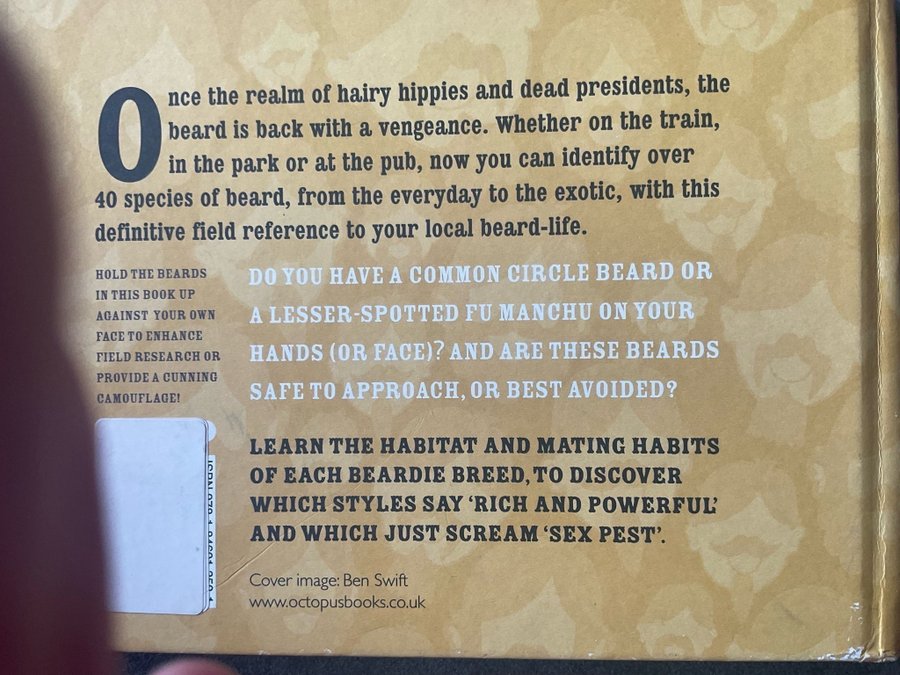 Once the realm of hairy hippies and dead presidents, the
beard is back with a vengeance. Whether on the train,
in the park or at the pub, now you can identify over
40 species of beard, from the everyday to the exotic, with this
definitive field reference to your local beard-life.
HOLD THE BEARDS
IN THIS BOOK UP
AGAINST YOUR OWN
FACE TO ENHANCE
FIELD RESEARCH OR
PROVIDE A CUNNING
CAMOUFLAGE!
DO YOU HAVE A COMMON CIRCLE BEARD OR
A LESSER-SPOTTED FU MANCHU ON YOUR
HANDS (OR FACE)? AND ARE THESE BEARDS
SAFE TO APPROACH, OR BEST AVOIDED?
LEARN THE HABITAT AND MATING HABITS
OF EACH BEARDIE BREED, TO DISCOVER
WHICH STYLES SAY ‘RICH AND POWERFUL’
AND WHICH JUST SCREAM ‘SEX PEST’.
Cover image: Ben Swift
www.octopusbooks.co.uk